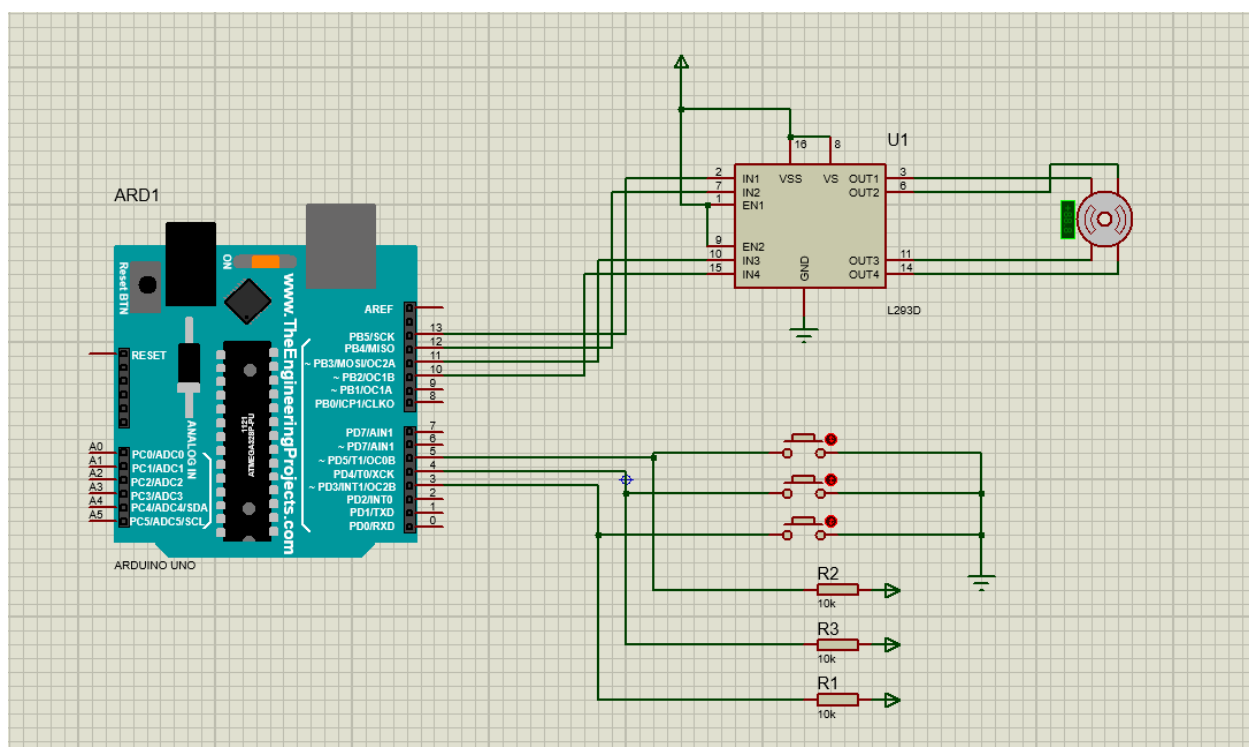 ARD1
ON
Reset BTN
www.TheEngineeringProjects.com
AREF
PB5/SCK 13
PB4/MISO 12
~ PB3/MOSI/OC2A 11
~ PB2/OC1B 10
~ PB1/OC1A 9
PB0/ICP1/CLKO 8
RESET
ANALOG IN
1121
ATMEGA328P-PU
PD7/AIN1 7
~ PD7/AIN1 6
~ PD5/T1/OC0B 5
PD4/T0/XCK 4
~ PD3/INT1/OC2B 3
PD2/INT0 2
PD1/TXD 1
PD0/RXD 0
A0 PC0/ADC0
A1 PC1/ADC1
A2 PC2/ADC2
A3 PC3/ADC3
A4 PC4/ADC4/SDA
A5 PC5/ADC5/SCL
ARDUINO UNO
U1
16 8
VSS VS
2 IN1 OUT1 3
7 IN2 OUT2 6
1 EN1
9 EN2
10 IN3 OUT3 11
15 IN4 OUT4 14
GND
L293D
R2
10k
R3
10k
R1
10k